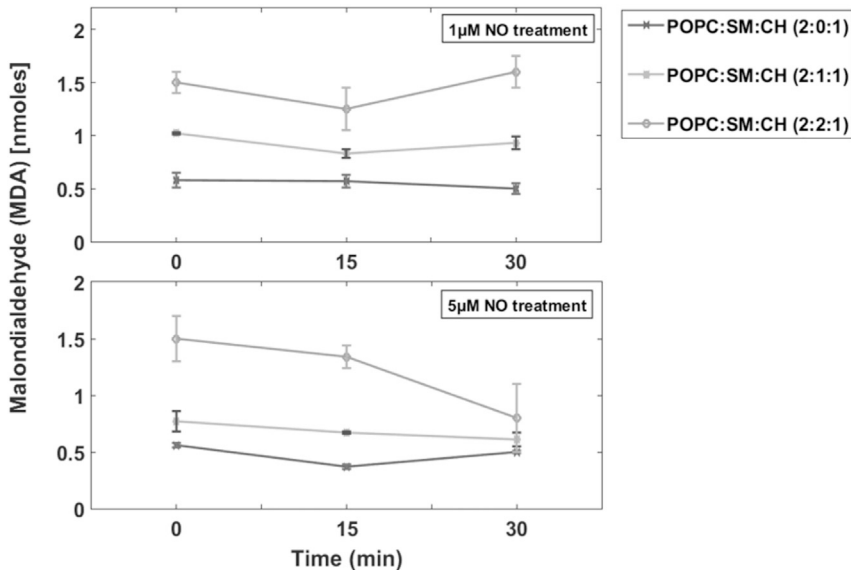 Malondialdehyde (MDA) [nmoles]
2
1.5
1
0.5
0
1µM NO treatment
0
15
30
2
1.5
1
0.5
0
5µM NO treatment
0
15
30
Time (min)
POPC:SM:CH (2:0:1)
POPC:SM:CH (2:1:1)
POPC:SM:CH (2:2:1)